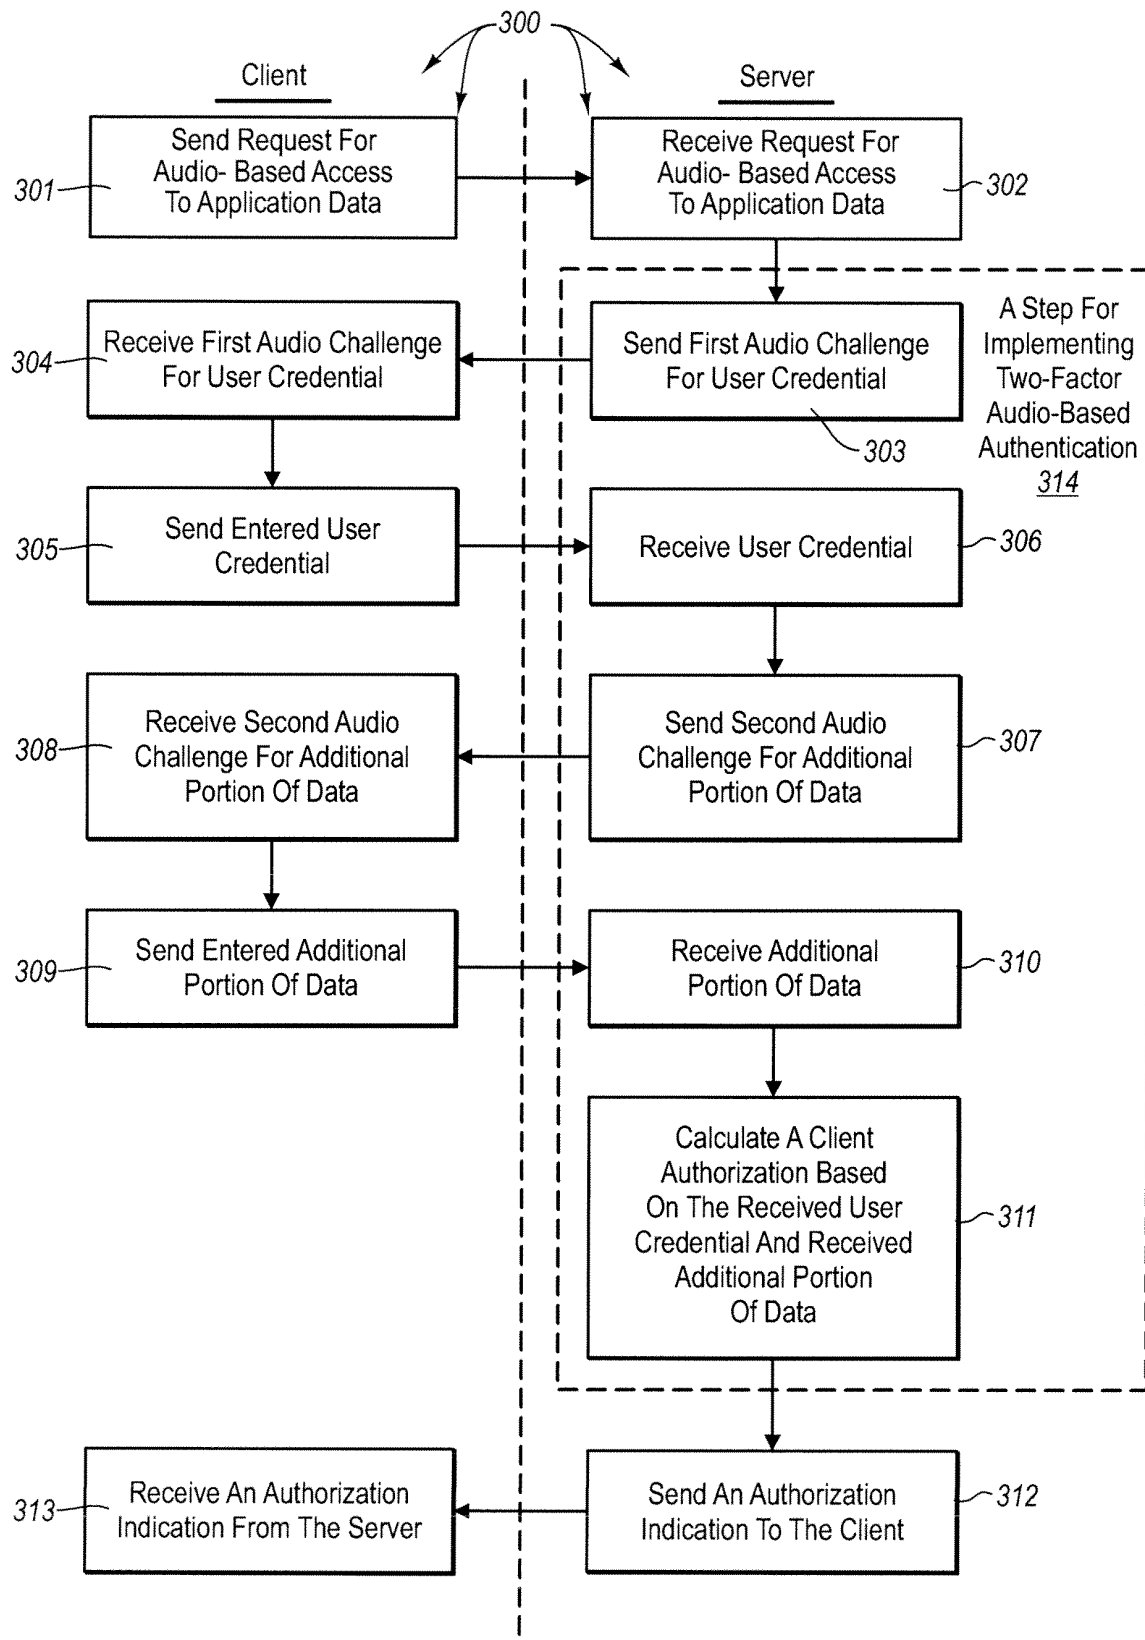 300
Client
Server
301
Send Request For
Audio- Based Access
To Application Data
Receive Request For
Audio- Based Access
To Application Data
302
304
Receive First Audio Challenge
For User Credential
Send First Audio Challenge
For User Credential
303
A Step For
Implementing
Two-Factor
Audio-Based
Authentication
314
305
Send Entered User
Credential
Receive User Credential
306
308
Receive Second Audio
Challenge For Additional
Portion Of Data
Send Second Audio
Challenge For Additional
Portion Of Data
307
309
Send Entered Additional
Portion Of Data
Receive Additional
Portion Of Data
310
Calculate A Client
Authorization Based
On The Received User
Credential And Received
Additional Portion
Of Data
311
313
Receive An Authorization
Indication From The Server
Send An Authorization
Indication To The Client
312